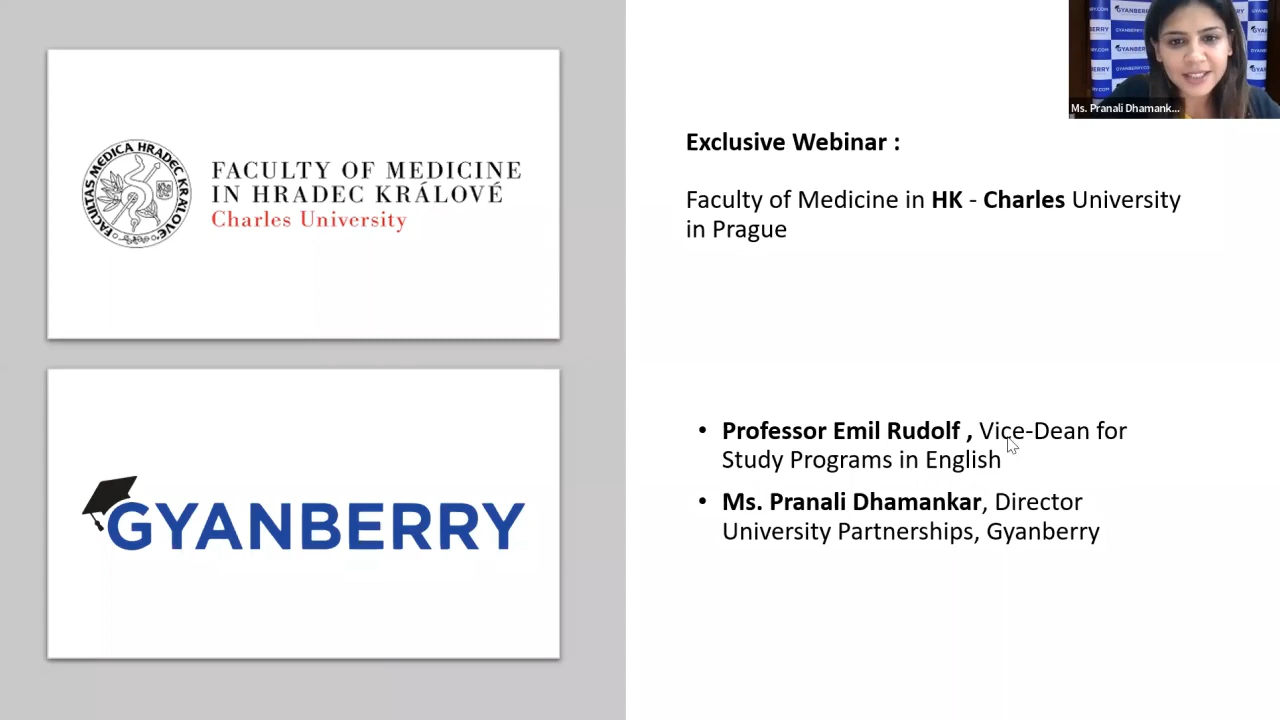 FACULTAS MEDICA HRADEC KRALOVE
FACULTY OF MEDICINE
IN HRADEC KRÁLOVÉ
Charles University
GYANBERRY
Ms. Pranali Dhamank...
Exclusive Webinar :
Faculty of Medicine in HK - Charles University
in Prague
• Professor Emil Rudolf , Vice-Dean for
Study Programs in English
• Ms. Pranali Dhamankar, Director
University Partnerships, Gyanberry